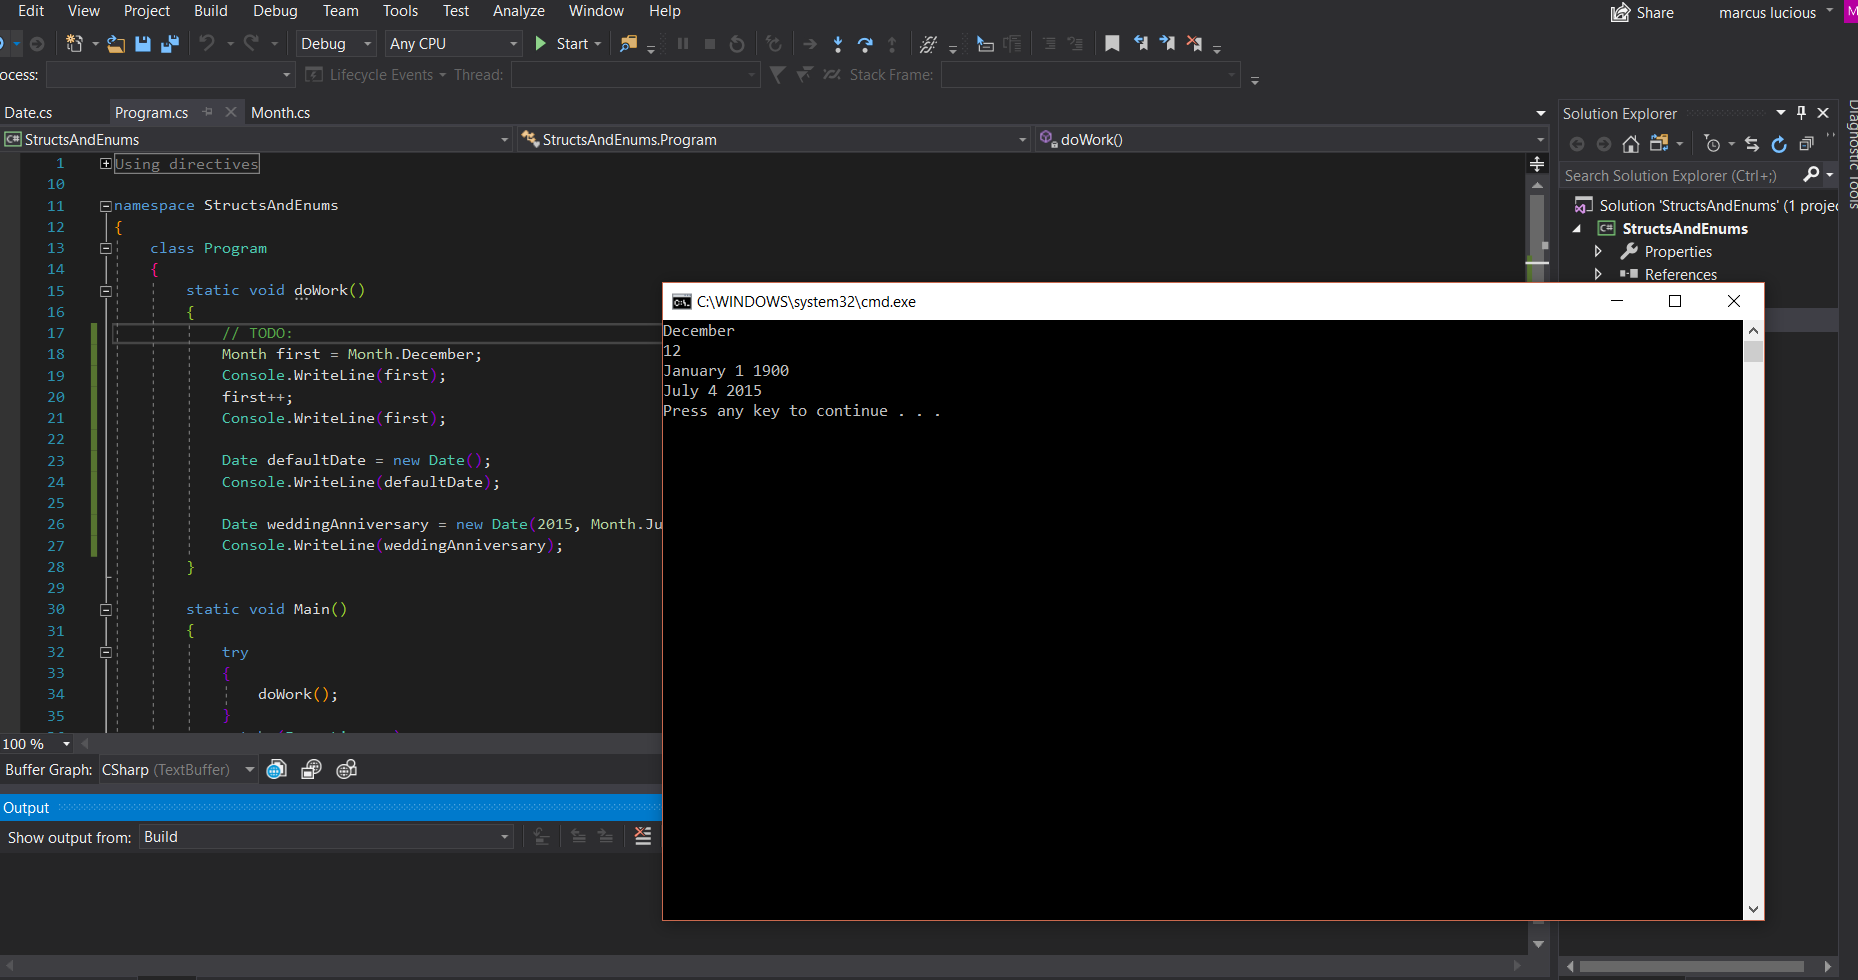 Edit View Project Build Debug Team Tools Test Analyze Window Help Share marcus lucious M
Debug Any CPU Start
ocess: Lifecycle Events Thread: Stack Frame:
Date.cs Program.cs Month.cs
C# StructsAndEnums StructsAndEnums.Program doWork()
1 Using directives
10
11 namespace StructsAndEnums
12 {
13 class Program
14 {
15 static void doWork()
16 {
17 // TODO:
18 Month first = Month.December;
19 Console.WriteLine(first);
20 first++;
21 Console.WriteLine(first);
22
23 Date defaultDate = new Date();
24 Console.WriteLine(defaultDate);
25
26 Date weddingAnniversary = new Date(2015, Month.Ju
27 Console.WriteLine(weddingAnniversary);
28 }
29
30 static void Main()
31 {
32 try
33 {
34 doWork();
35 }
100 %
Buffer Graph: CSharp (TextBuffer)
Output
Show output from: Build
C:\WINDOWS\system32\cmd.exe
December
12
January 1 1900
July 4 2015
Press any key to continue . . .
Solution Explorer
Search Solution Explorer (Ctrl+;)
Solution 'StructsAndEnums' (1 projec
C# StructsAndEnums
Properties
References
Diagnostic Tools